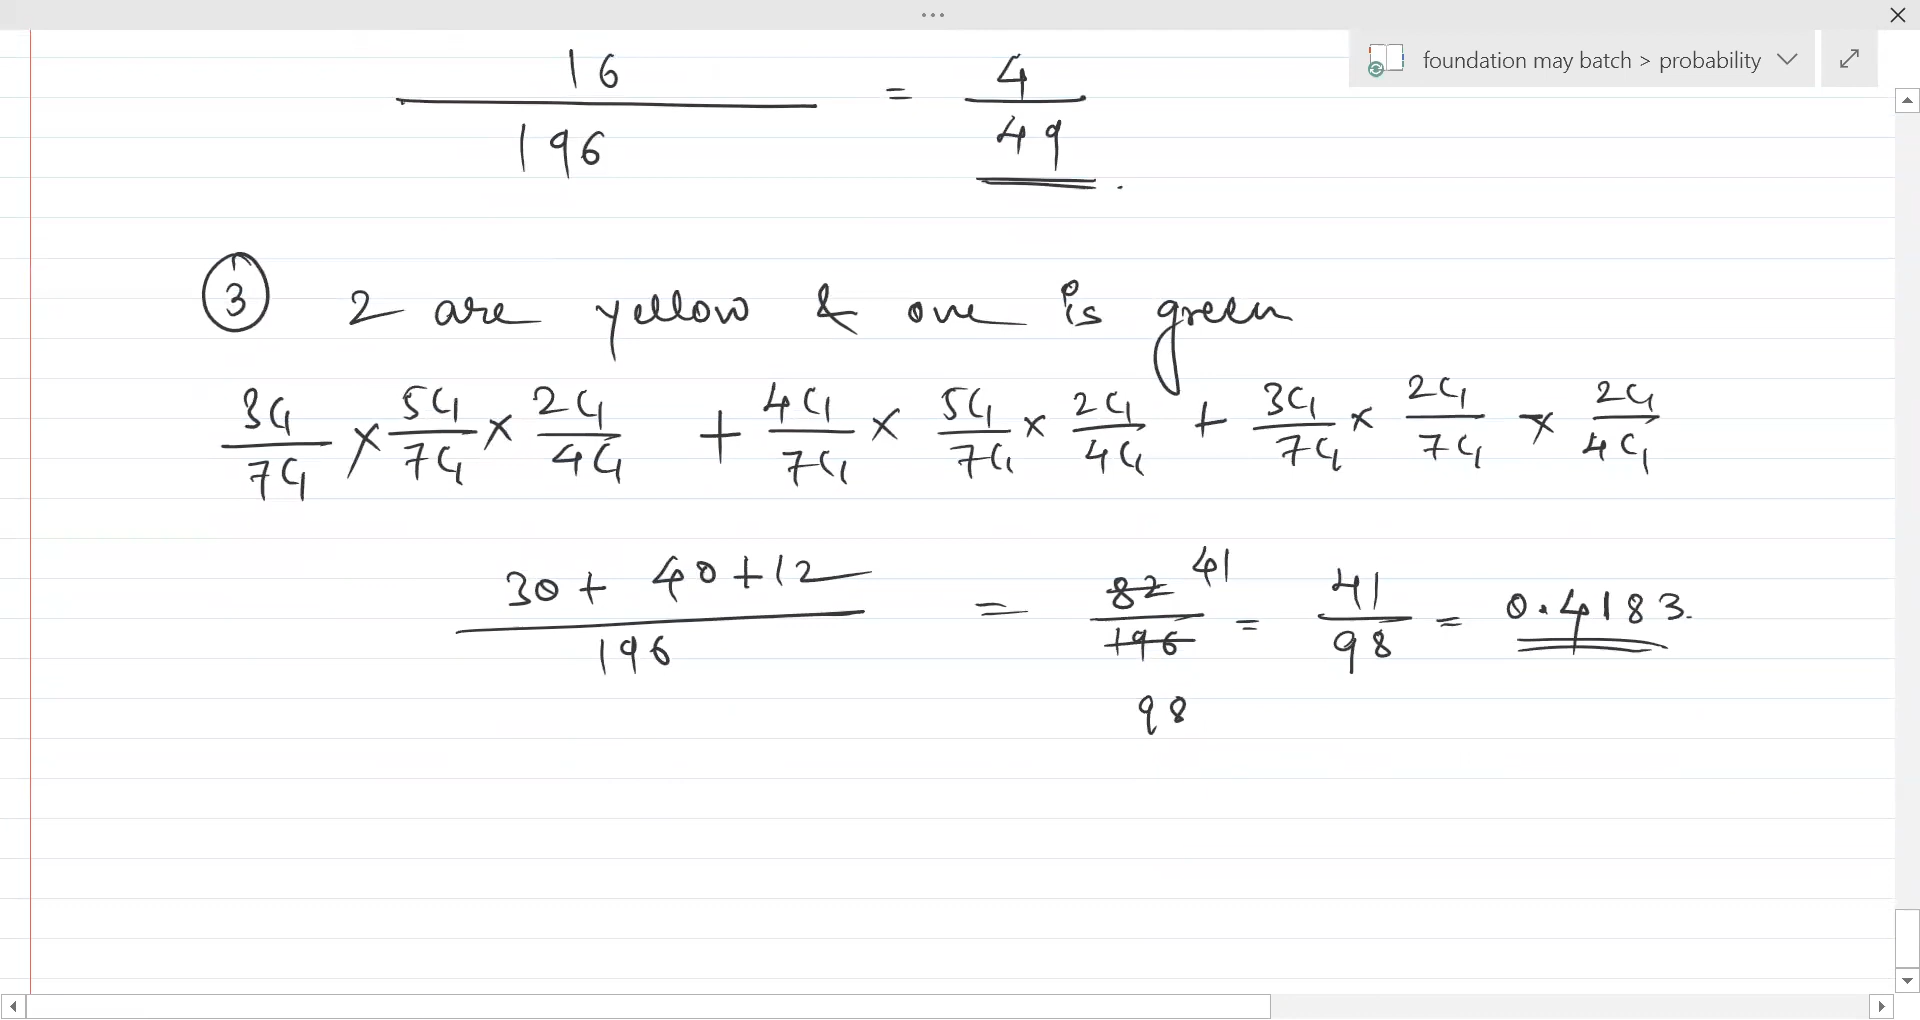 foundation may batch > probability
16/196 = 4/49.
③ 2 are yellow & one is green
3C1/7C1 × 5C1/7C1 × 2C1/4C1 + 4C1/7C1 × 5C1/7C1 × 2C1/4C1 + 3C1/7C1 × 2C1/7C1 × 2C1/4C1
30 + 40 + 12 / 196 = 82/196 41/98 = 41/98 = 0.4183.